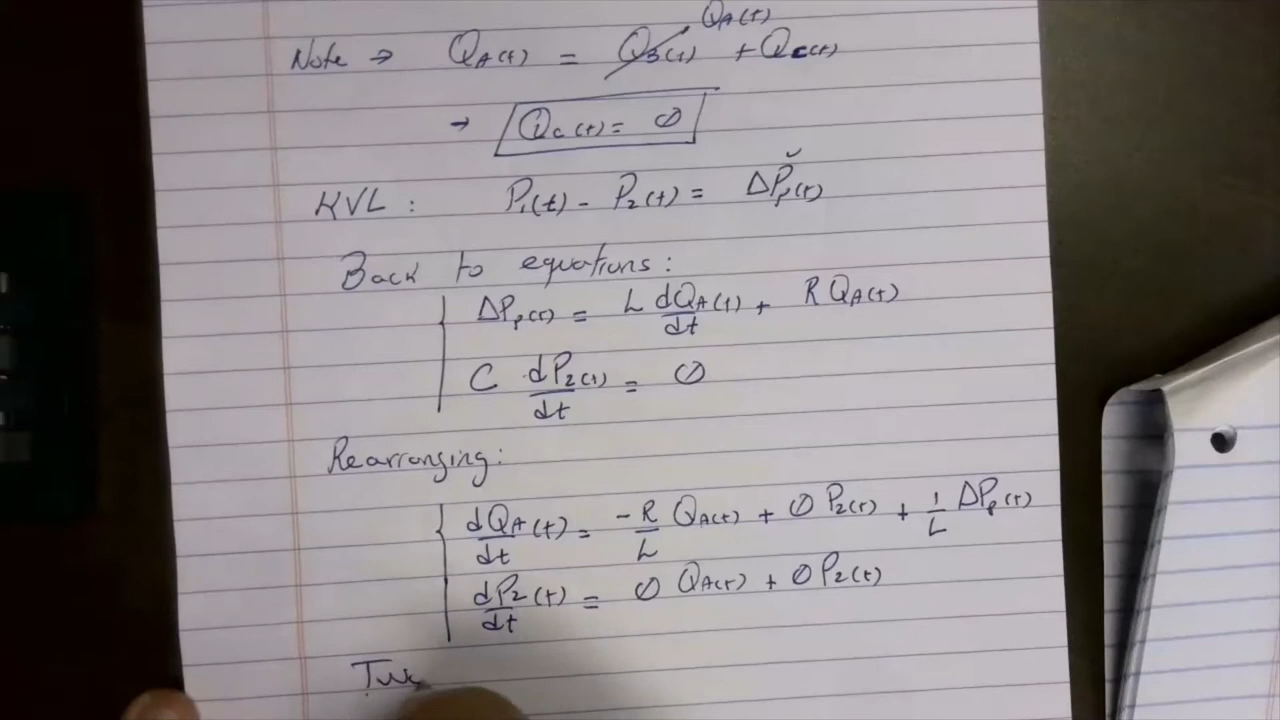 Q_A(t)
Note → Q_A(t) = Q_B(t) + Q_C(t)
→ Q_C(t) = 0
KVL : P_1(t) - P_2(t) = ΔP_p(t)
Back to equations :
ΔP_p(t) = L dQ_A(t)/dt + R Q_A(t)
C dP_2(t)/dt = 0
Rearranging :
dQ_A(t)/dt = -R/L Q_A(t) + 0 P_2(t) + 1/L ΔP_p(t)
dP_2(t)/dt = 0 Q_A(t) + 0 P_2(t)